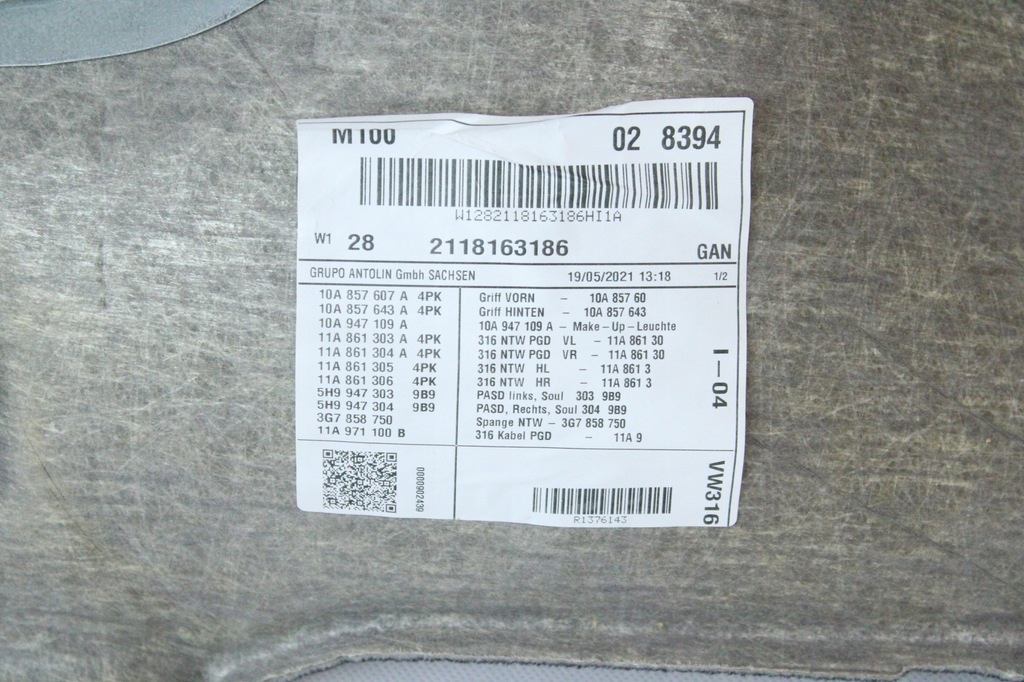 M100 02 8394
W1282118163186HI1A
W1 28 2118163186 GAN
GRUPO ANTOLIN Gmbh SACHSEN 19/05/2021 13:18 1/2
10A 857 607 A 4PK
10A 857 643 A 4PK
10A 947 109 A
11A 861 303 A 4PK
11A 861 304 A 4PK
11A 861 305 4PK
11A 861 306 4PK
5H9 947 303 9B9
5H9 947 304 9B9
3G7 858 750
11A 971 100 B
Griff VORN - 10A 857 60
Griff HINTEN - 10A 857 643
10A 947 109 A - Make-Up-Leuchte
316 NTW PGD VL - 11A 861 30
316 NTW PGD VR - 11A 861 30
316 NTW HL - 11A 861 3
316 NTW HR - 11A 861 3
PASD links, Soul 303 9B9
PASD, Rechts, Soul 304 9B9
Spange NTW - 3G7 858 750
316 Kabel PGD - 11A 9
I-04
VW316
0000902439
R1376143